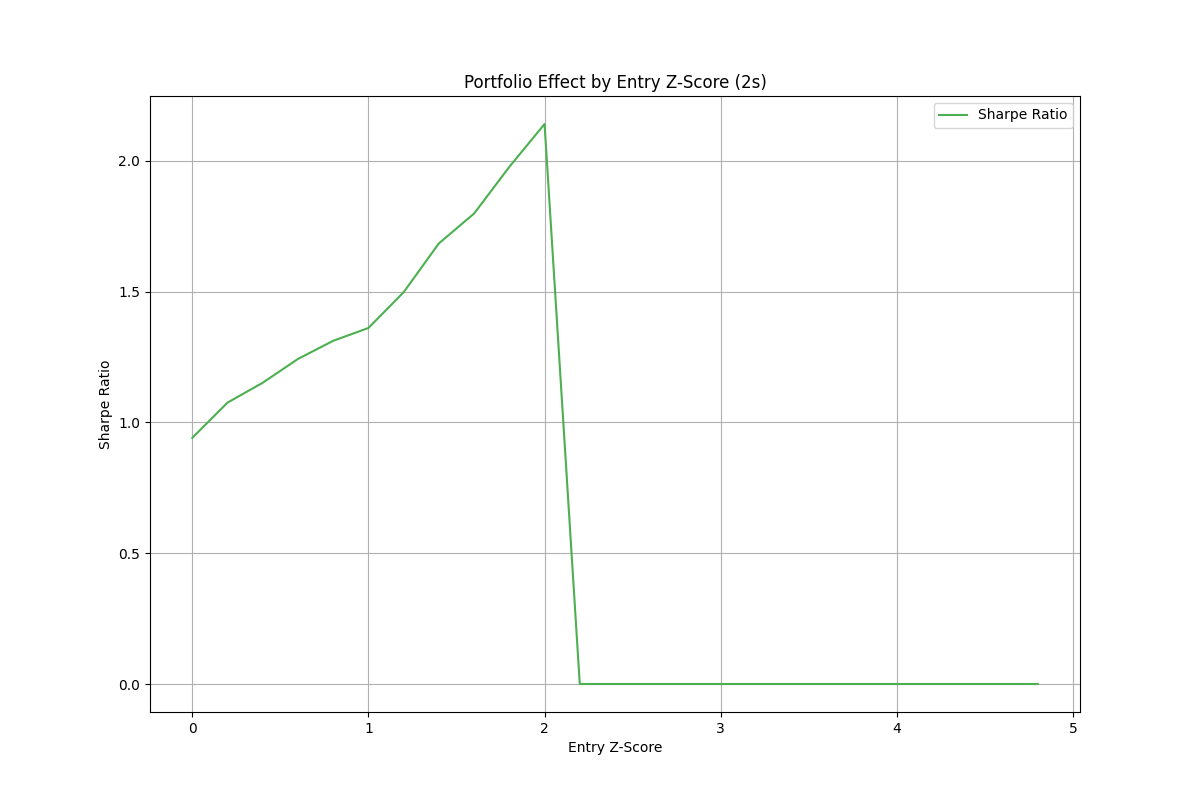 Portfolio Effect by Entry Z-Score (2s)
Sharpe Ratio
2.0
1.5
1.0
0.5
0.0
Sharpe Ratio
0 1 2 3 4 5
Entry Z-Score